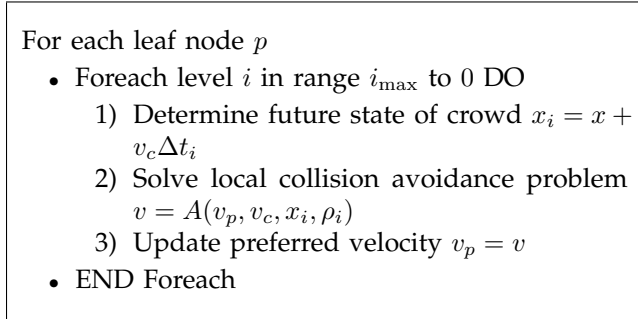 For each leaf node p
• Foreach level i in range i_max to 0 DO
1) Determine future state of crowd x_i = x +
v_cΔt_i
2) Solve local collision avoidance problem
v = A(v_p, v_c, x_i, ρ_i)
3) Update preferred velocity v_p = v
• END Foreach